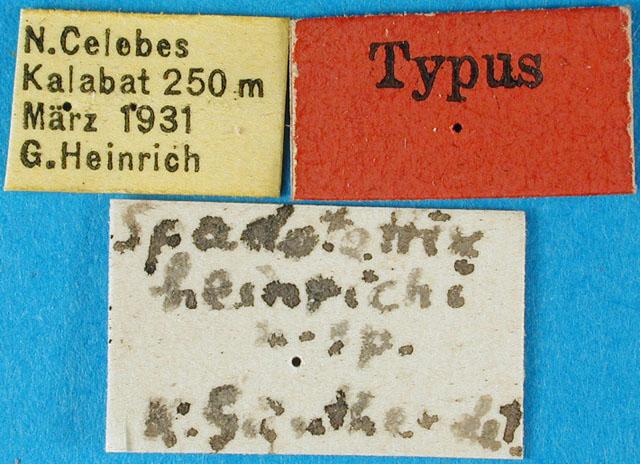 N.Celebes
Kalabat 250 m
März 1931
G.Heinrich
Typus
Spadotettix
heinrichi
n. sp.
K. Günther det